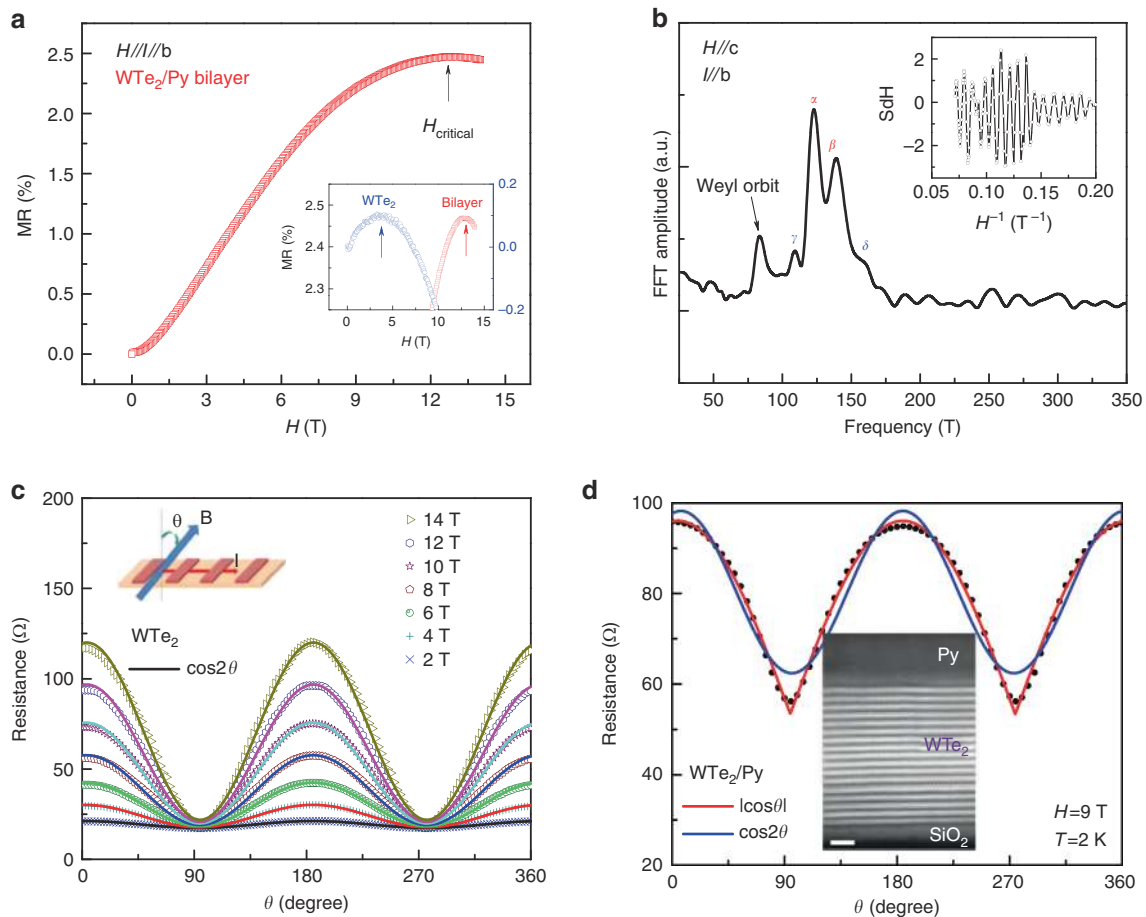 a
MR (%)
2.5
2.0
1.5
1.0
0.5
0.0
H//I//b
WTe₂/Py bilayer
H_critical
0 3 6 9 12 15
H (T)
MR (%)
2.5
2.4
2.3
WTe₂ Bilayer
0.1
0.0
−0.2
0 5 10 15
H (T)
b
FFT amplitude (a.u.)
H//c
I//b
Weyl orbit
γ
α
β
δ
50 100 150 200 250 300 350
Frequency (T)
SdH
2
0
−2
0.05 0.10 0.15 0.20
H⁻¹ (T⁻¹)
c
Resistance (Ω)
200
150
100
50
0
θ B
I
WTe₂
cos2θ
14 T
12 T
10 T
8 T
6 T
4 T
2 T
0 90 180 270 360
θ (degree)
d
Resistance (Ω)
100
80
60
40
20
Py
WTe₂
SiO₂
WTe₂/Py
|cosθ|
cos2θ
H=9 T
T=2 K
0 90 180 270 360
θ (degree)